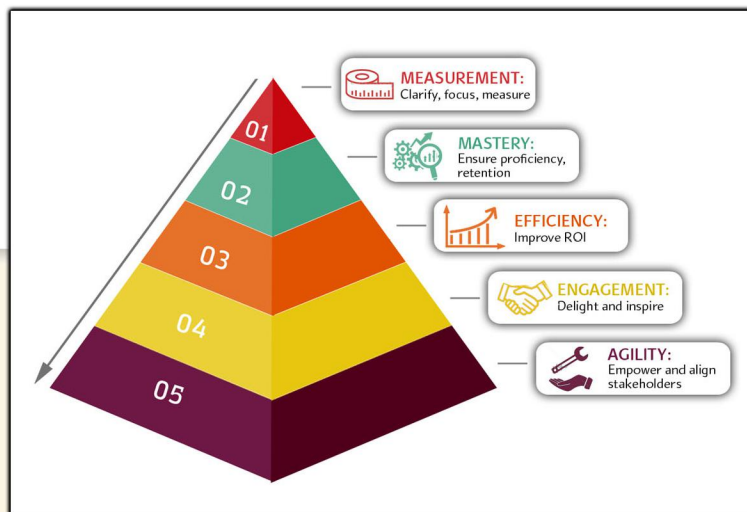 01
MEASUREMENT:
Clarify, focus, measure
02
MASTERY:
Ensure proficiency,
retention
03
EFFICIENCY:
Improve ROI
04
ENGAGEMENT:
Delight and inspire
05
AGILITY:
Empower and align
stakeholders